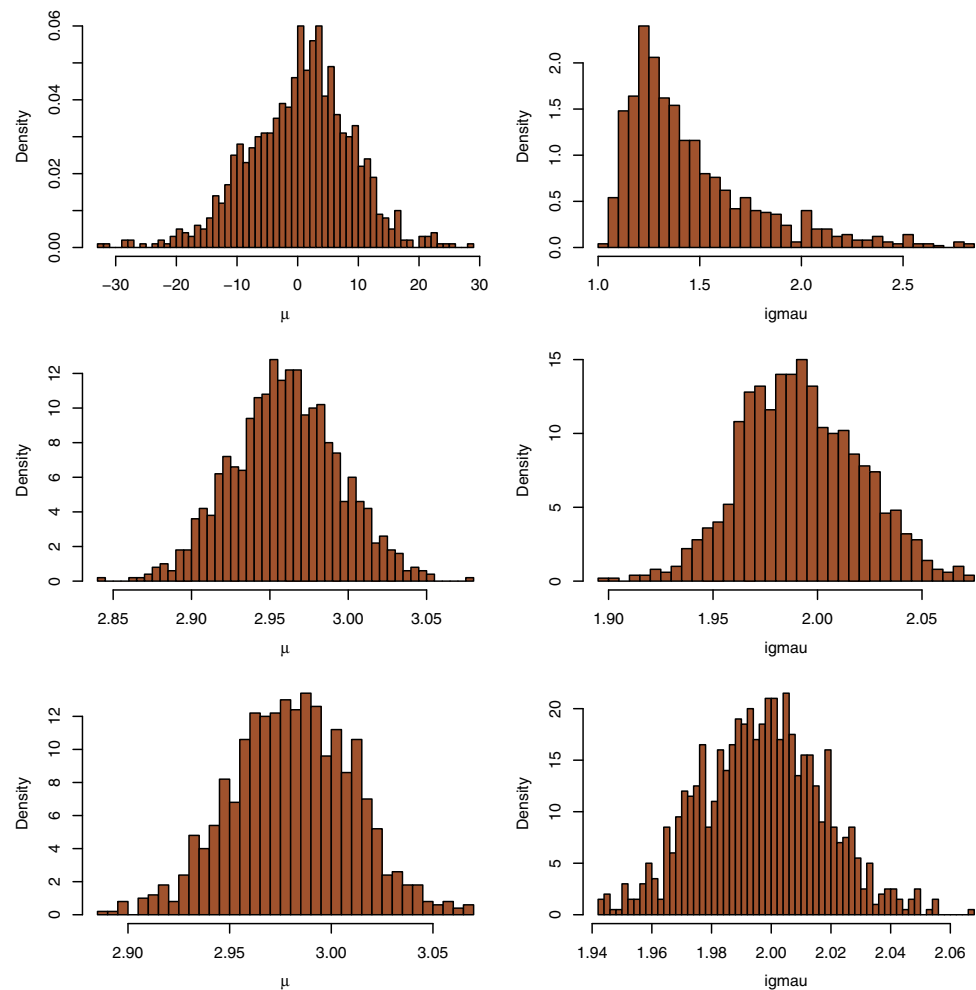 Density
0.00 0.02 0.04 0.06
−30 −20 −10 0 10 20 30
μ
Density
0.0 0.5 1.0 1.5 2.0
1.0 1.5 2.0 2.5
igmau
Density
0 2 4 6 8 10 12
2.85 2.90 2.95 3.00 3.05
μ
Density
0 5 10 15
1.90 1.95 2.00 2.05
igmau
Density
0 2 4 6 8 10 12
2.90 2.95 3.00 3.05
μ
Density
0 5 10 15 20
1.94 1.96 1.98 2.00 2.02 2.04 2.06
igmau